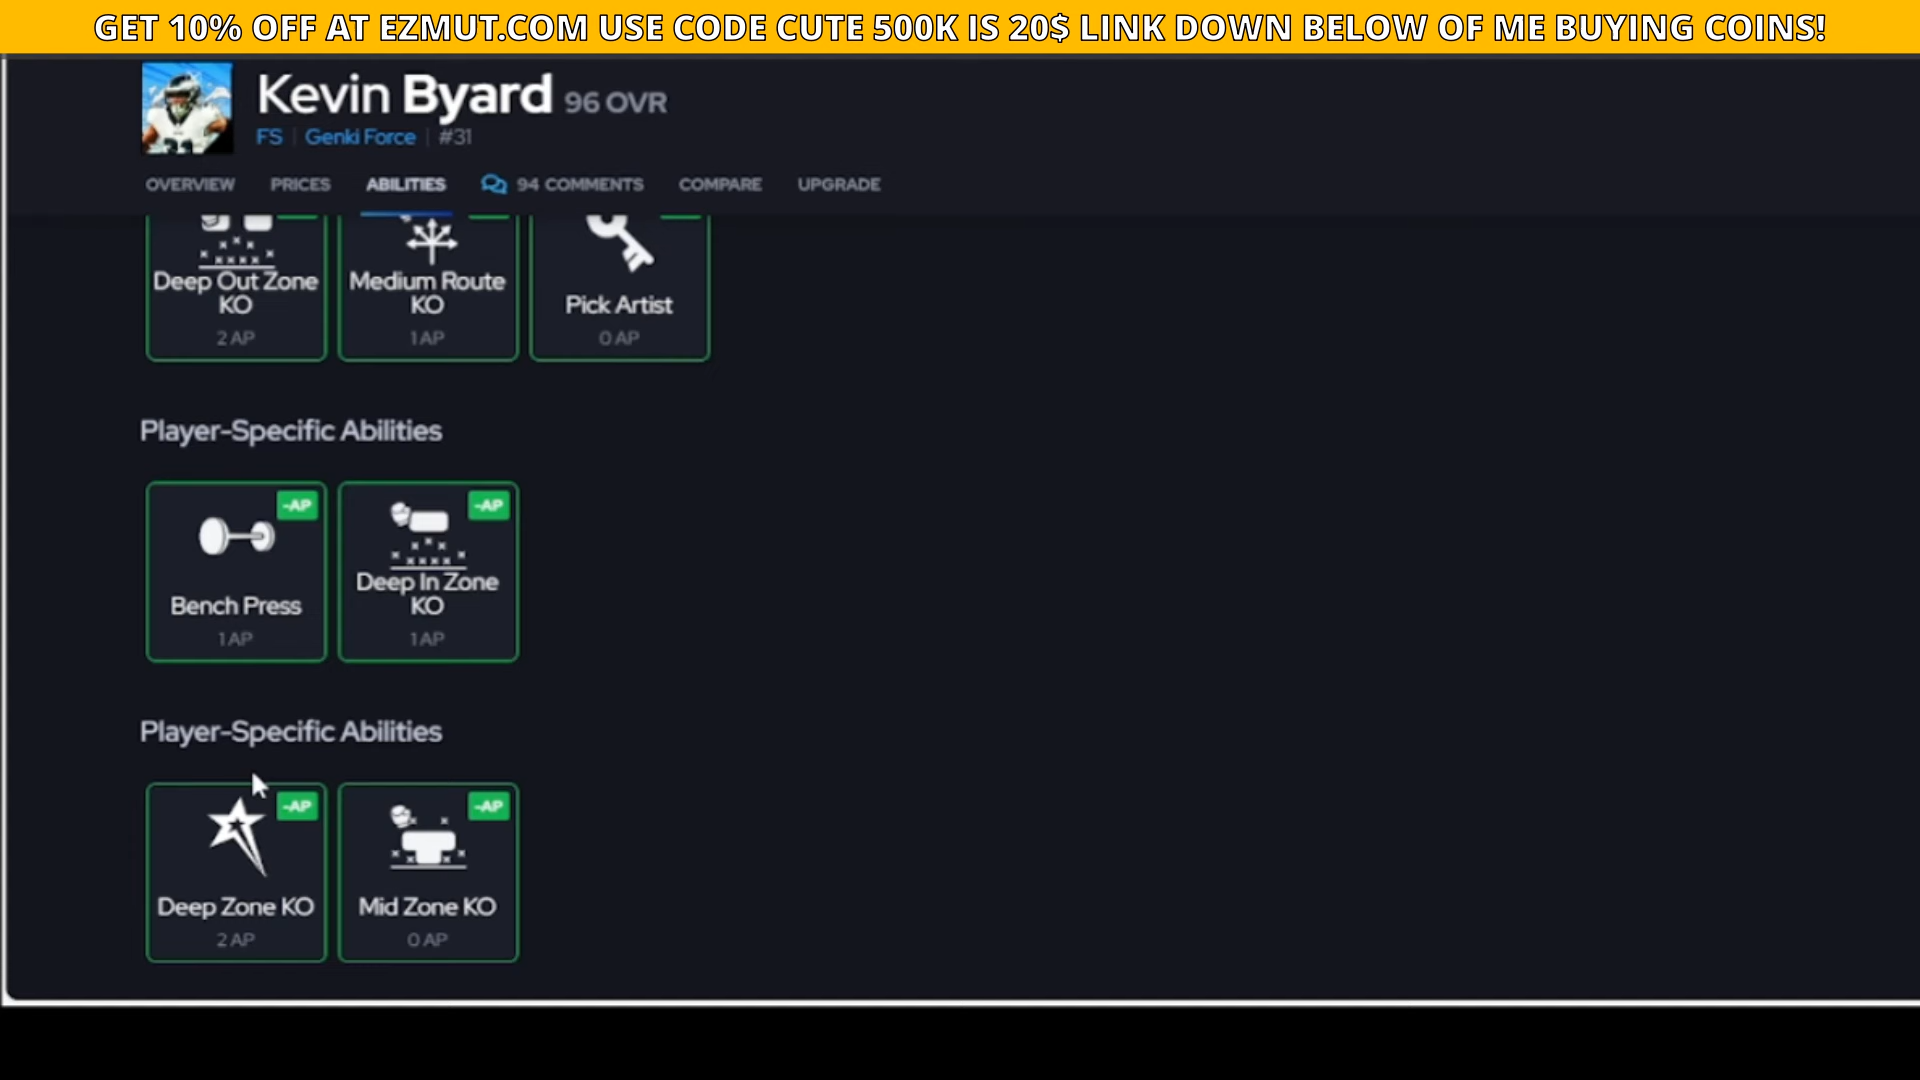 GET 10% OFF AT EZMUT.COM USE CODE CUTE 500K IS 20$ LINK DOWN BELOW OF ME BUYING COINS!
Kevin Byard 96 OVR
FS | Genki Force | #31
OVERVIEW PRICES ABILITIES 94 COMMENTS COMPARE UPGRADE
Deep Out Zone KO
2 AP
Medium Route KO
1 AP
Pick Artist
0 AP
Player-Specific Abilities
-AP
Bench Press
1 AP
-AP
Deep In Zone KO
1 AP
Player-Specific Abilities
-AP
Deep Zone KO
2 AP
-AP
Mid Zone KO
0 AP